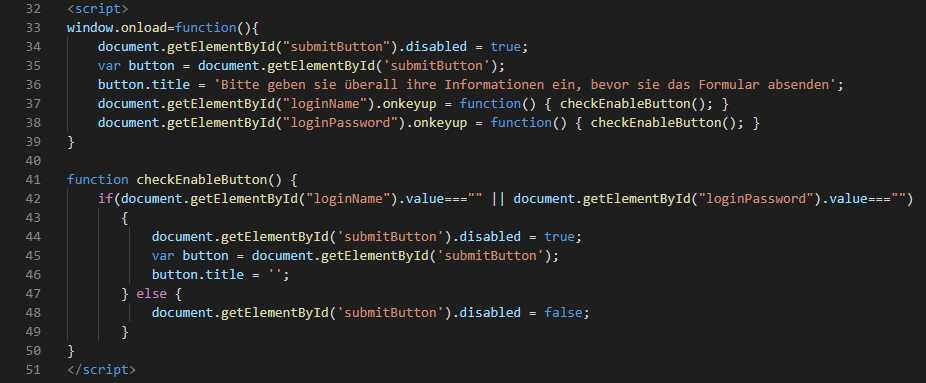 32 <script>
33 window.onload=function(){
34 document.getElementById("submitButton").disabled = true;
35 var button = document.getElementById('submitButton');
36 button.title = 'Bitte geben sie überall ihre Informationen ein, bevor sie das Formular absenden';
37 document.getElementById("loginName").onkeyup = function() { checkEnableButton(); }
38 document.getElementById("loginPassword").onkeyup = function() { checkEnableButton(); }
39 }
40
41 function checkEnableButton() {
42 if(document.getElementById("loginName").value==="" || document.getElementById("loginPassword").value==="")
43 {
44 document.getElementById('submitButton').disabled = true;
45 var button = document.getElementById('submitButton');
46 button.title = '';
47 } else {
48 document.getElementById('submitButton').disabled = false;
49 }
50 }
51 </script>